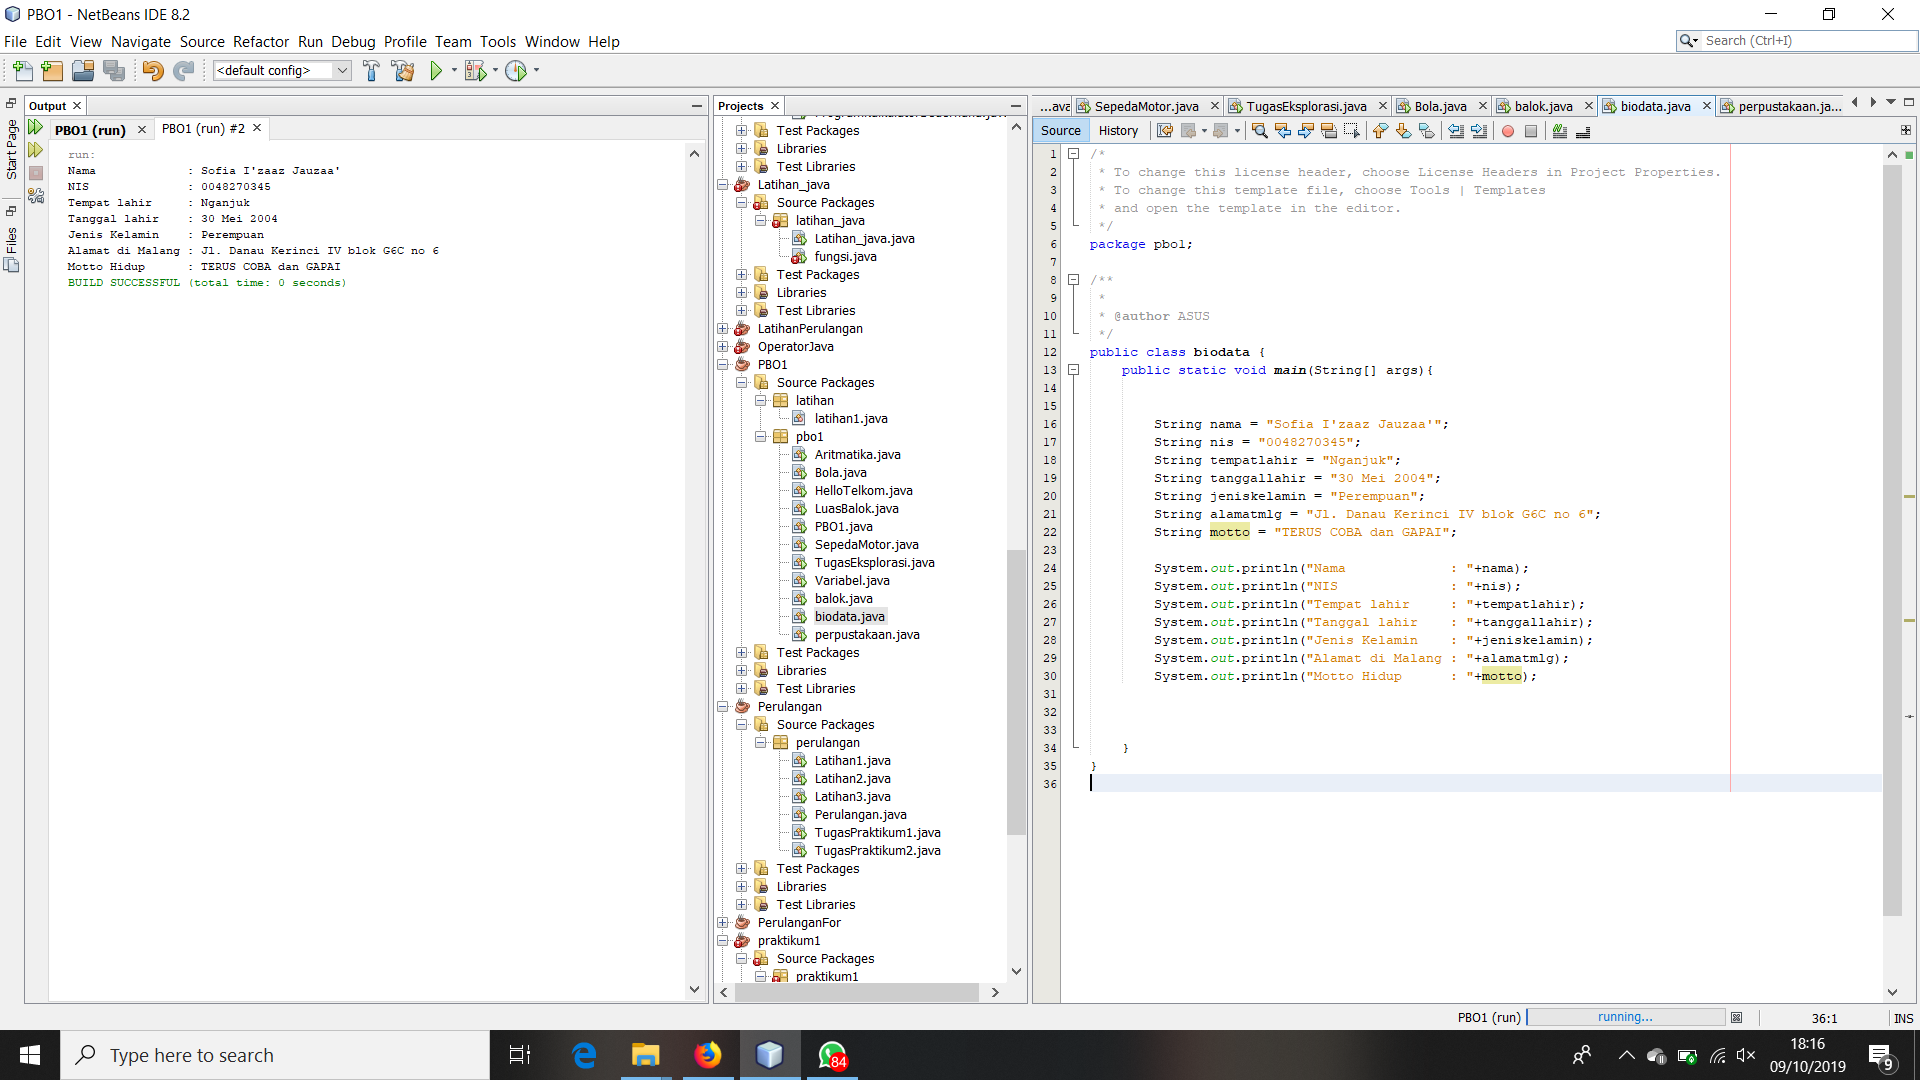 PBO1 - NetBeans IDE 8.2
File Edit View Navigate Source Refactor Run Debug Profile Team Tools Window Help
Search (Ctrl+I)
<default config>
Start Page
Files
Output
PBO1 (run)
PBO1 (run) #2
run:
Nama : Sofia I'zaaz Jauzaa'
NIS : 0048270345
Tempat lahir : Nganjuk
Tanggal lahir : 30 Mei 2004
Jenis Kelamin : Perempuan
Alamat di Malang : Jl. Danau Kerinci IV blok G6C no 6
Motto Hidup : TERUS COBA dan GAPAI
BUILD SUCCESSFUL (total time: 0 seconds)
Projects
Test Packages
Libraries
Test Libraries
Latihan_java
Source Packages
latihan_java
Latihan_java.java
fungsi.java
Test Packages
Libraries
Test Libraries
LatihanPerulangan
OperatorJava
PBO1
Source Packages
latihan
latihan1.java
pbo1
Aritmatika.java
Bola.java
HelloTelkom.java
LuasBalok.java
PBO1.java
SepedaMotor.java
TugasEksplorasi.java
Variabel.java
balok.java
biodata.java
perpustakaan.java
Test Packages
Libraries
Test Libraries
Perulangan
Source Packages
perulangan
Latihan1.java
Latihan2.java
Latihan3.java
Perulangan.java
TugasPraktikum1.java
TugasPraktikum2.java
Test Packages
Libraries
Test Libraries
PerulanganFor
praktikum1
Source Packages
praktikum1
...ava SepedaMotor.java TugasEksplorasi.java Bola.java balok.java biodata.java perpustakaan.ja...
Source History
1 /*
2 * To change this license header, choose License Headers in Project Properties.
3 * To change this template file, choose Tools | Templates
4 * and open the template in the editor.
5 */
6 package pbo1;
7
8 /**
9 *
10 * @author ASUS
11 */
12 public class biodata {
13 public static void main(String[] args){
14
15
16 String nama = "Sofia I'zaaz Jauzaa'";
17 String nis = "0048270345";
18 String tempatlahir = "Nganjuk";
19 String tanggallahir = "30 Mei 2004";
20 String jeniskelamin = "Perempuan";
21 String alamatmlg = "Jl. Danau Kerinci IV blok G6C no 6";
22 String motto = "TERUS COBA dan GAPAI";
23
24 System.out.println("Nama : "+nama);
25 System.out.println("NIS : "+nis);
26 System.out.println("Tempat lahir : "+tempatlahir);
27 System.out.println("Tanggal lahir : "+tanggallahir);
28 System.out.println("Jenis Kelamin : "+jeniskelamin);
29 System.out.println("Alamat di Malang : "+alamatmlg);
30 System.out.println("Motto Hidup : "+motto);
31
32
33
34 }
35 }
36
PBO1 (run) running... 36:1 INS
Type here to search
84
18:16
09/10/2019
9